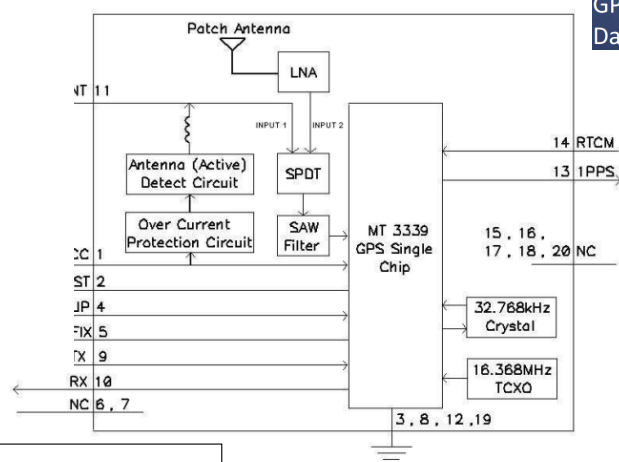 GP
Da
Patch Antenna
LNA
NT 11
INPUT 1
INPUT 2
14 RTCM
13 1PPS
Antenna (Active)
Detect Circuit
SPDT
Over Current
Protection Circuit
SAW
Filter
MT 3339
GPS Single
Chip
15 , 16 ,
17 , 18 , 20 NC
CC 1
ST 2
UP 4
FIX 5
TX 9
RX 10
NC 6 , 7
32.768kHz
Crystal
16.368MHz
TCXO
3 , 8 , 12 ,19